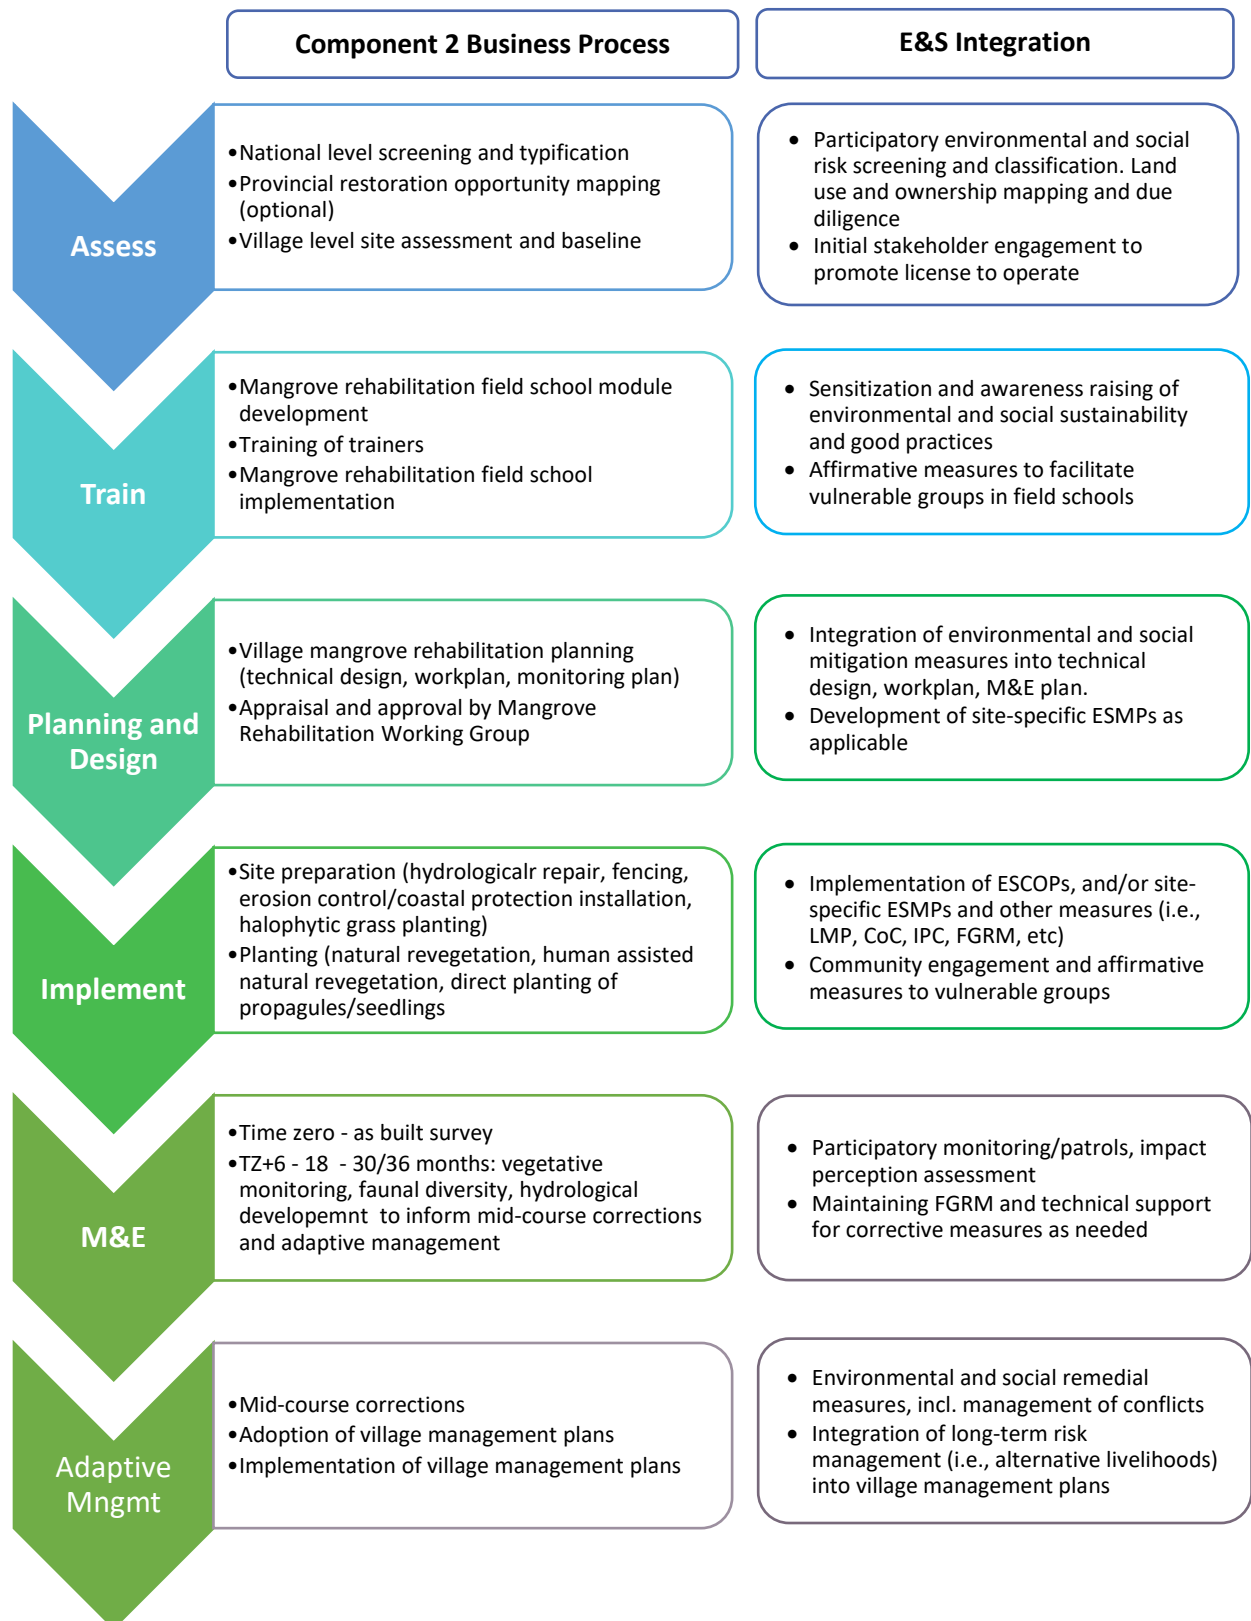 Component 2 Business Process
E&S Integration
Assess
•National level screening and typification
•Provincial restoration opportunity mapping
(optional)
•Village level site assessment and baseline
• Participatory environmental and social
risk screening and classification. Land
use and ownership mapping and due
diligence
• Initial stakeholder engagement to
promote license to operate
Train
•Mangrove rehabilitation field school module
development
•Training of trainers
•Mangrove rehabilitation field school
implementation
• Sensitization and awareness raising of
environmental and social sustainability
and good practices
• Affirmative measures to facilitate
vulnerable groups in field schools
Planning and
Design
•Village mangrove rehabilitation planning
(technical design, workplan, monitoring plan)
•Appraisal and approval by Mangrove
Rehabilitation Working Group
• Integration of environmental and social
mitigation measures into technical
design, workplan, M&E plan.
• Development of site-specific ESMPs as
applicable
Implement
•Site preparation (hydrologicalr repair, fencing,
erosion control/coastal protection installation,
halophytic grass planting)
•Planting (natural revegetation, human assisted
natural revegetation, direct planting of
propagules/seedlings
• Implementation of ESCOPs, and/or site-
specific ESMPs and other measures (i.e.,
LMP, CoC, IPC, FGRM, etc)
• Community engagement and affirmative
measures to vulnerable groups
M&E
•Time zero - as built survey
•TZ+6 - 18 - 30/36 months: vegetative
monitoring, faunal diversity, hydrological
developemnt to inform mid-course corrections
and adaptive management
• Participatory monitoring/patrols, impact
perception assessment
• Maintaining FGRM and technical support
for corrective measures as needed
Adaptive
Mngmt
•Mid-course corrections
•Adoption of village management plans
•Implementation of village management plans
• Environmental and social remedial
measures, incl. management of conflicts
• Integration of long-term risk
management (i.e., alternative livelihoods)
into village management plans